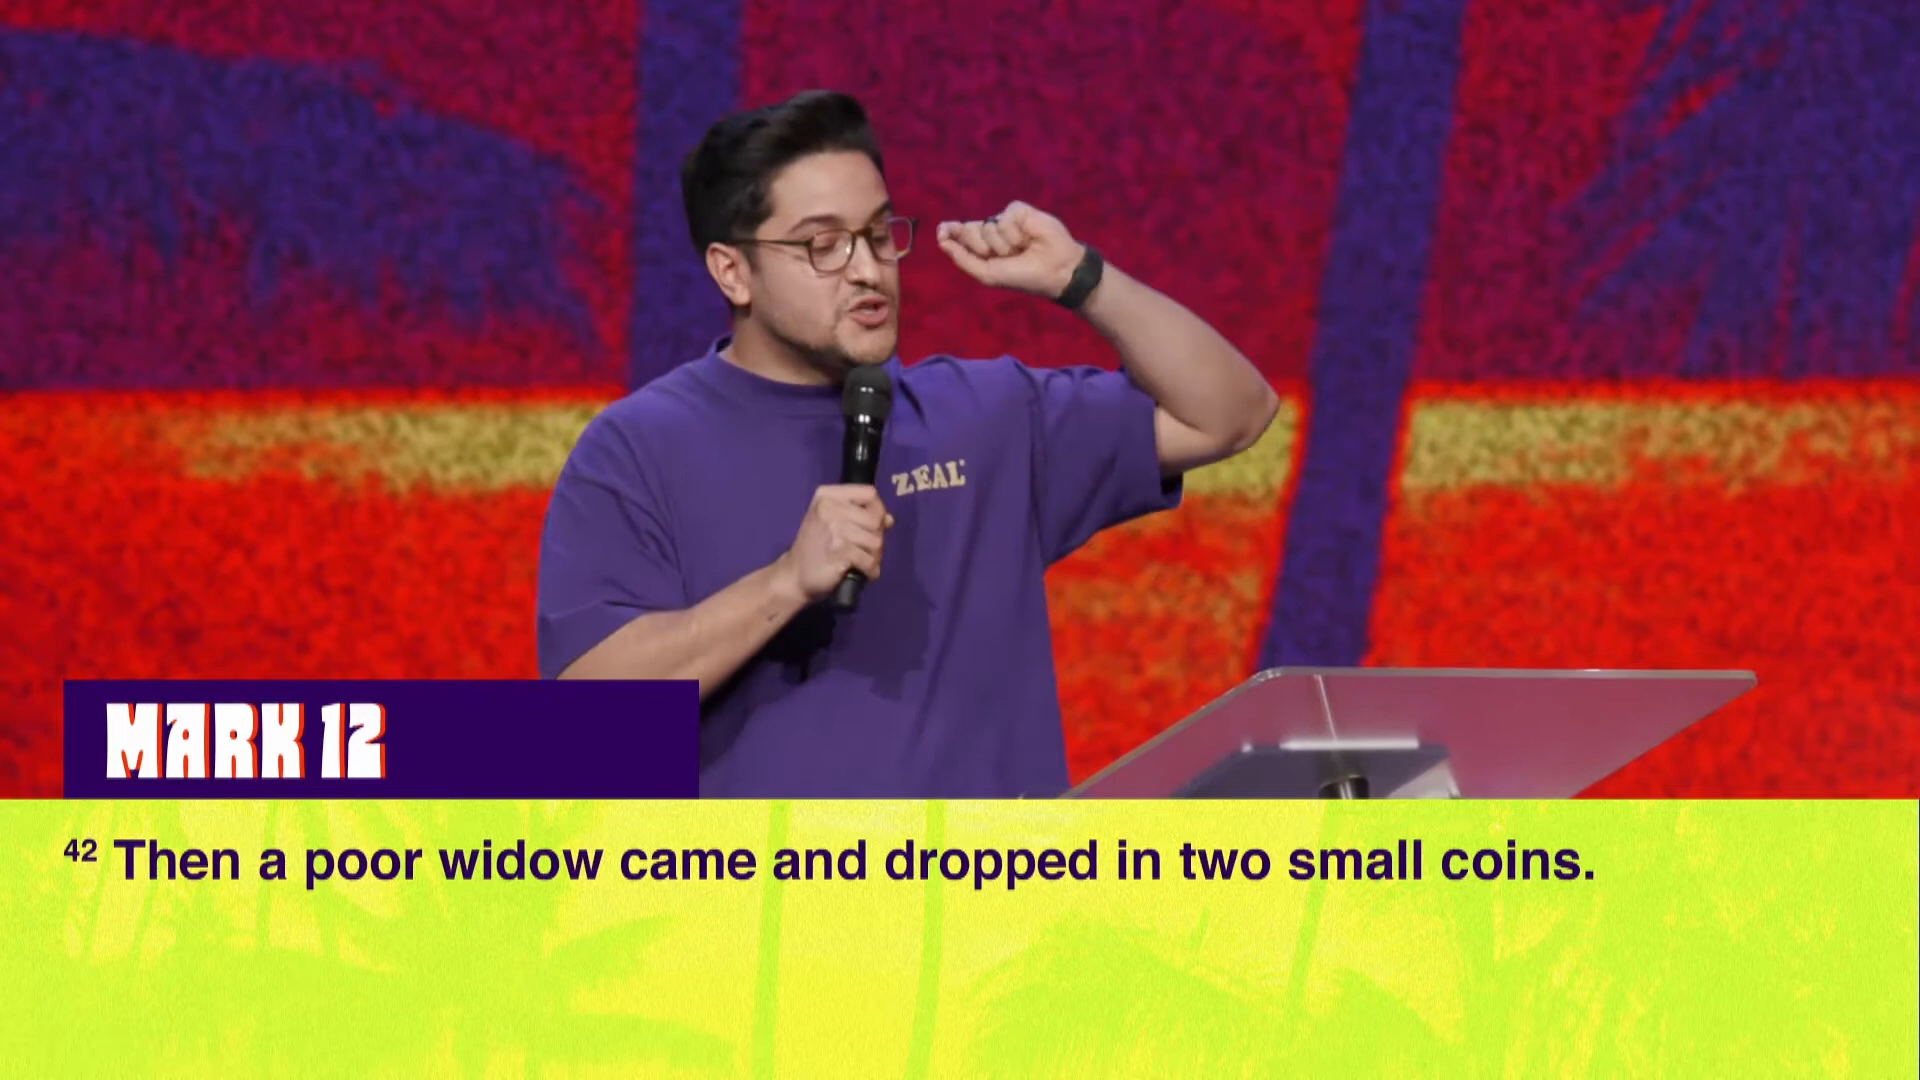 ZEAL
MARK 12
42 Then a poor widow came and dropped in two small coins.